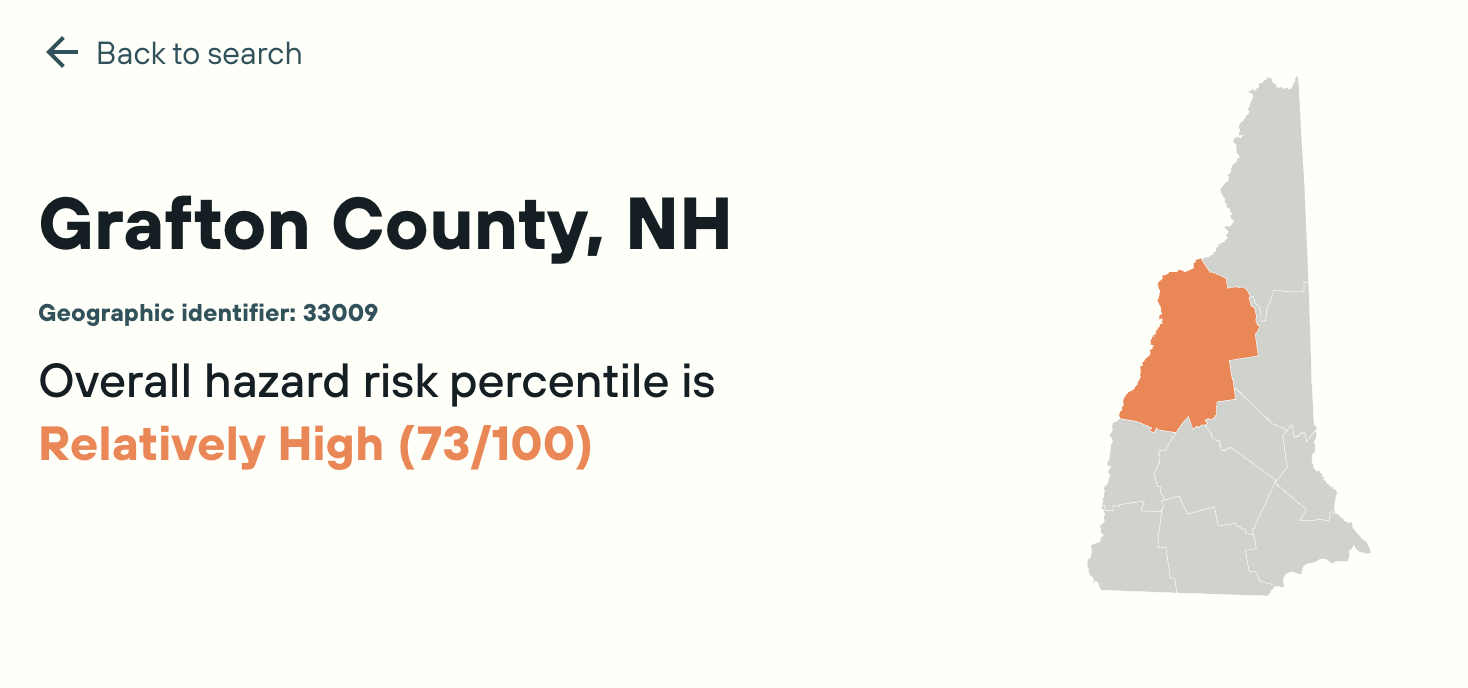 Back to search
Grafton County, NH
Geographic identifier: 33009
Overall hazard risk percentile is
Relatively High (73/100)